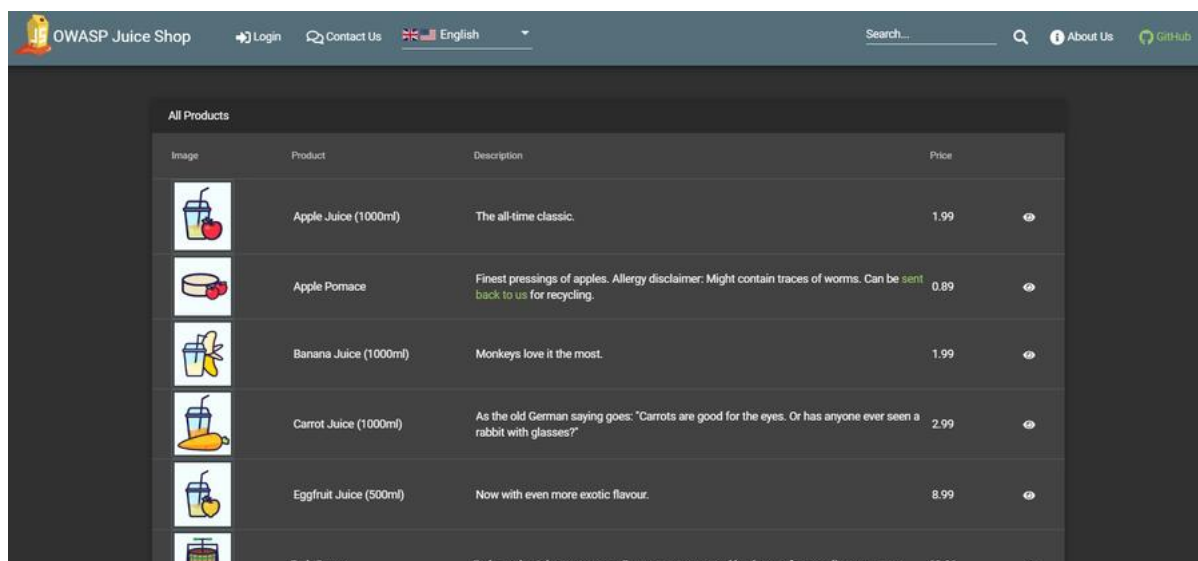 OWASP Juice Shop
Login
Contact Us
English
Search...
About Us
GitHub
All Products
Image Product Description Price
Apple Juice (1000ml) The all-time classic. 1.99
Apple Pomace Finest pressings of apples. Allergy disclaimer: Might contain traces of worms. Can be sent
back to us for recycling. 0.89
Banana Juice (1000ml) Monkeys love it the most. 1.99
Carrot Juice (1000ml) As the old German saying goes: "Carrots are good for the eyes. Or has anyone ever seen a
rabbit with glasses?" 2.99
Eggfruit Juice (500ml) Now with even more exotic flavour. 8.99